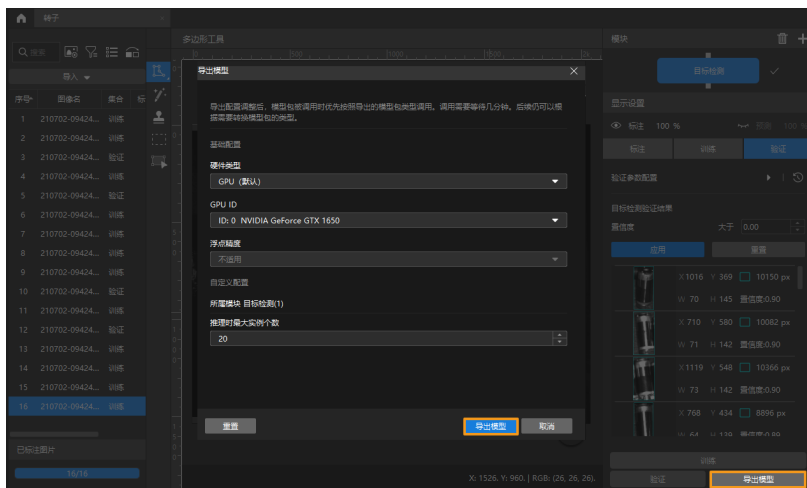 转子
多边形工具
模块
搜索
导入
序号 图像名 集合 标
1 210702-09424... 训练
2 210702-09424... 训练
3 210702-09424... 验证
4 210702-09424... 训练
5 210702-09424... 验证
6 210702-09424... 训练
7 210702-09424... 训练
8 210702-09424... 训练
9 210702-09424... 训练
10 210702-09424... 验证
11 210702-09424... 训练
12 210702-09424... 验证
13 210702-09424... 训练
14 210702-09424... 训练
15 210702-09424... 训练
16 210702-09424... 训练
已标注图片
16/16
导出模型
导出配置调整后，模型包被调用时优先按照导出的模型包类型调用。调用需要等待几分钟。后续仍可以根
据需要转换模型包的类型。
基础配置
硬件类型
GPU（默认）
GPU ID
ID: 0 NVIDIA GeForce GTX 1650
浮点精度
不适用
自定义配置
所属模块 目标检测(1)
推理时最大实例个数
20
重置
导出模型
取消
X: 1526. Y: 960. | RGB: (26, 26, 26).
目标检测
显示设置
标注 100 % 预测 100 %
标注 训练 验证
验证参数配置
目标检测验证结果
置信度 大于 0.00
应用 重置
X 1016 Y 369 10150 px
W 70 H 145 置信度:0.90
X 710 Y 580 10082 px
W 71 H 142 置信度:0.90
X 1119 Y 548 10366 px
W 73 H 142 置信度:0.90
X 768 Y 434 8896 px
W 64 H 139 置信度:0.89
训练
验证 导出模型